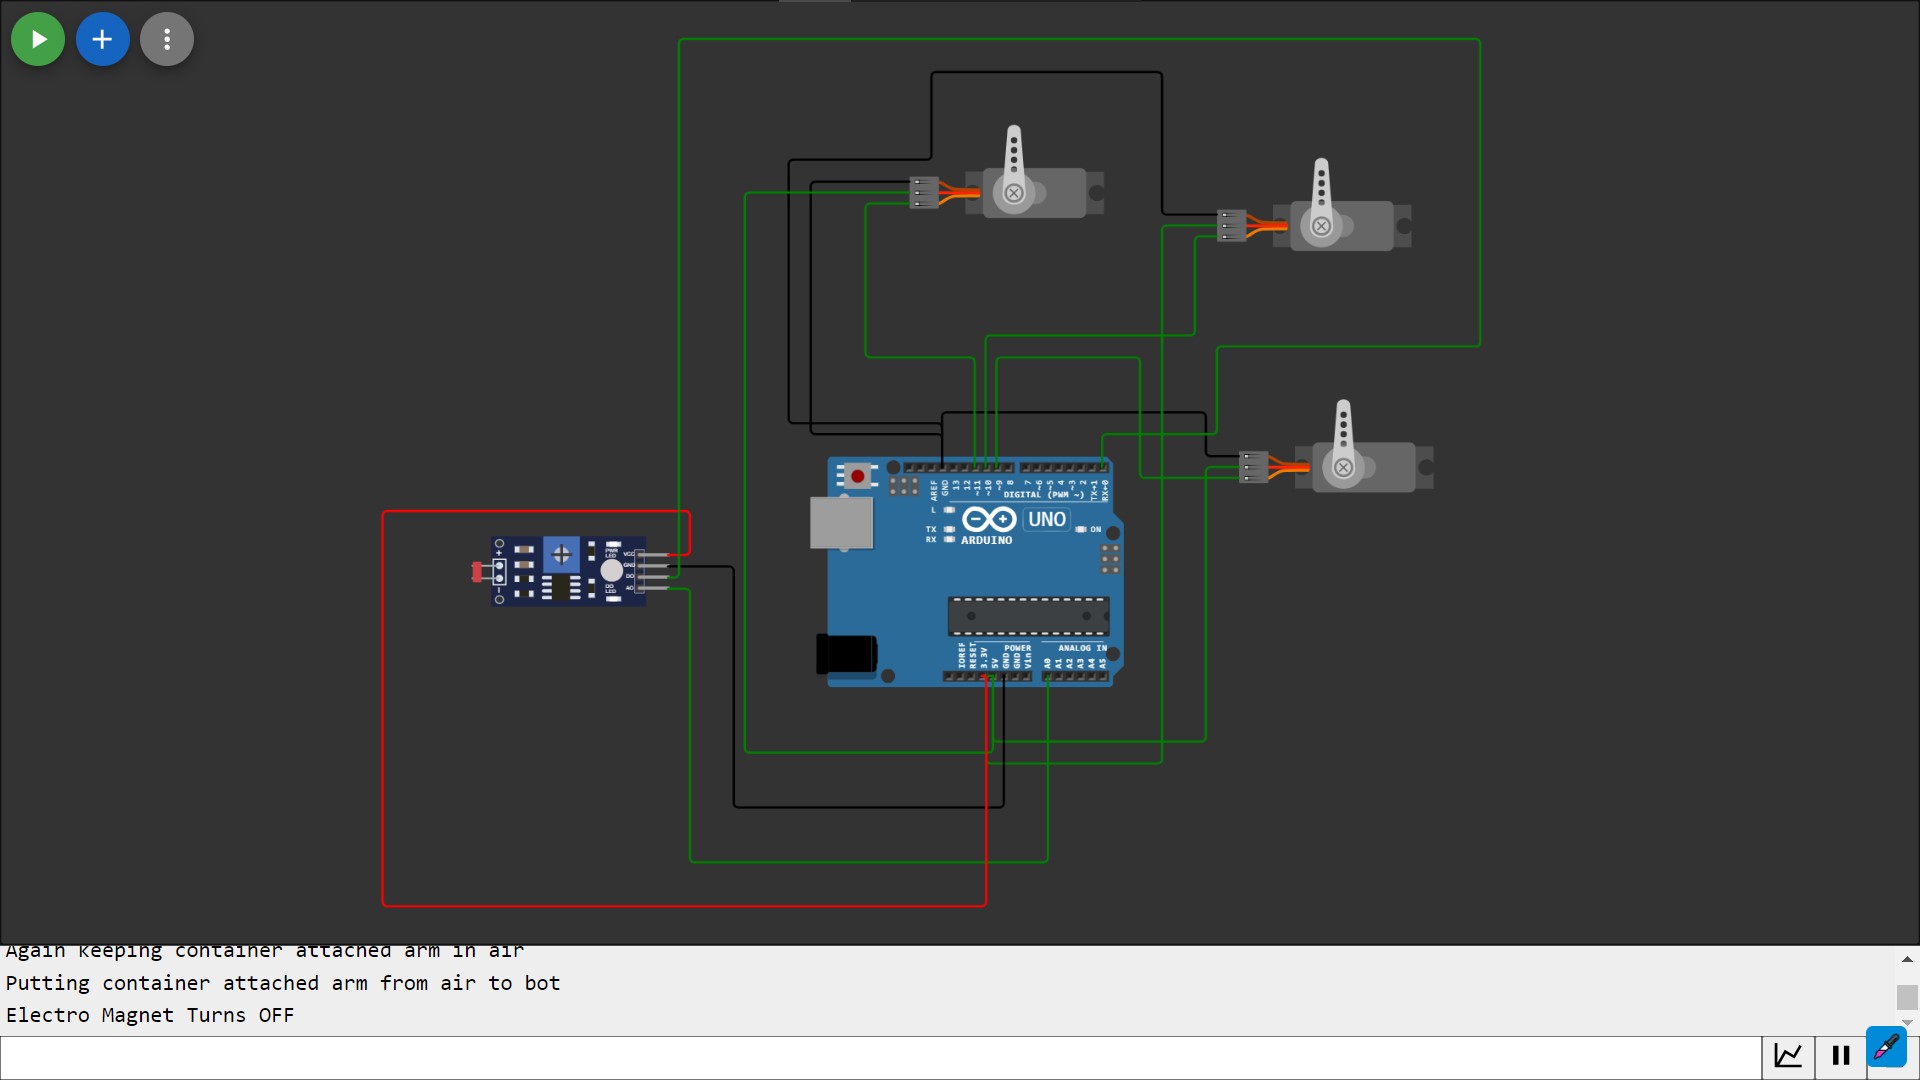 AREF GND 13 12 ~11 ~10 ~9 8 7 ~6 ~5 4 ~3 2 TX→1 RX←0
DIGITAL (PWM ~)
L
TX
RX
UNO
ON
ARDUINO
+
PWR LED
VCC
GND
DO
AO
DO LED
POWER
ANALOG IN
IOREF RESET 3.3V 5V GND GND Vin A0 A1 A2 A3 A4 A5
Again keeping container attached arm in air
Putting container attached arm from air to bot
Electro Magnet Turns OFF